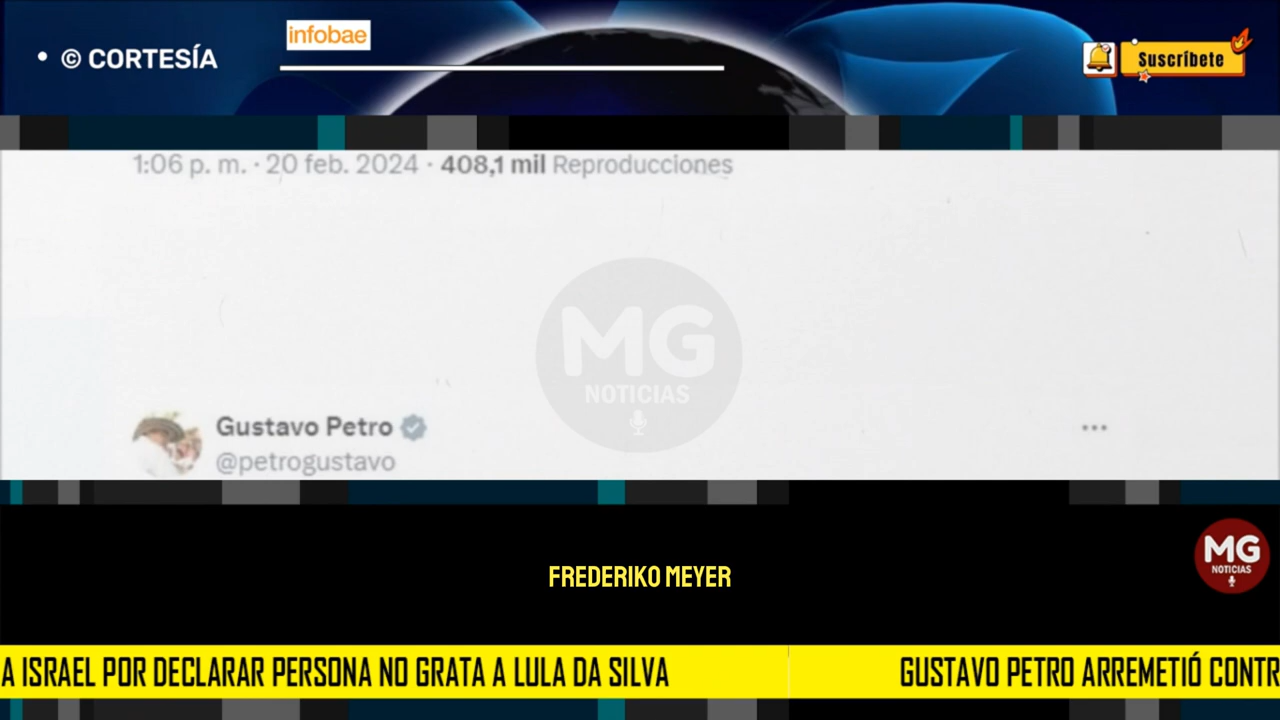 infobae
• © CORTESÍA
Suscríbete
1:06 p. m. · 20 feb. 2024 · 408,1 mil Reproducciones
MG
NOTICIAS
Gustavo Petro
@petrogustavo
MG
NOTICIAS
FREDERIKO MEYER
A ISRAEL POR DECLARAR PERSONA NO GRATA A LULA DA SILVA
GUSTAVO PETRO ARREMETIÓ CONTR